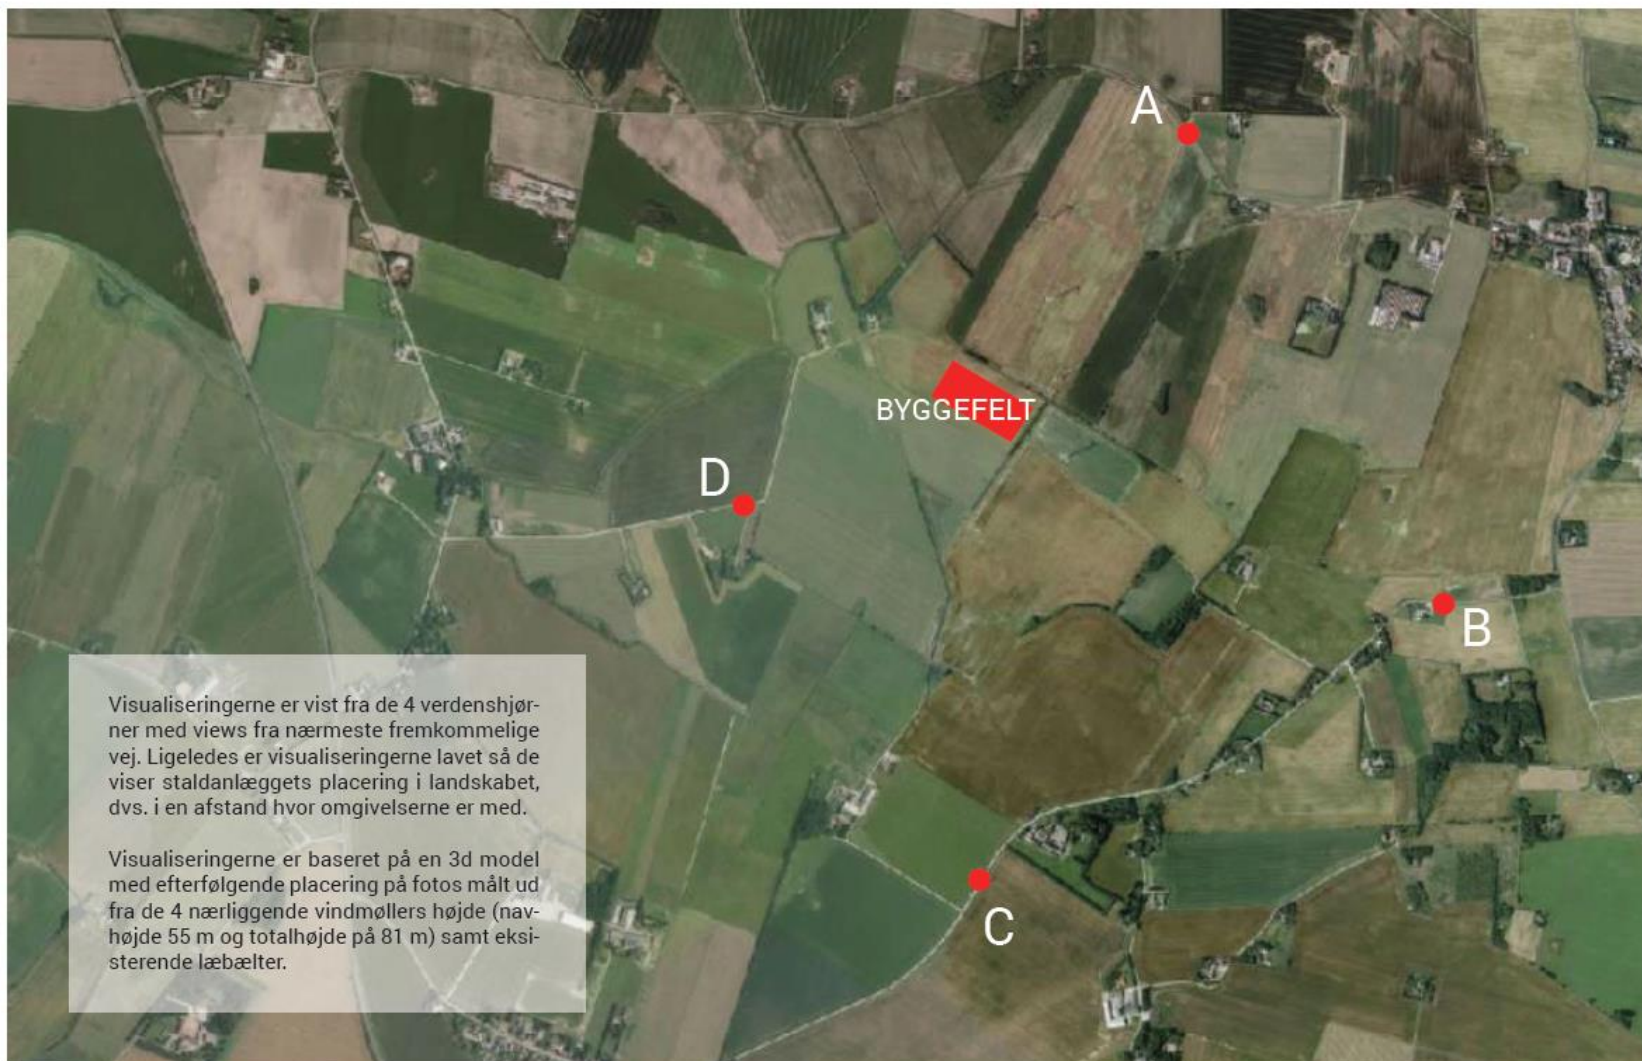 A
BYGGEFELT
D
B
C
Visualiseringerne er vist fra de 4 verdenshjør-
ner med views fra nærmeste fremkommelige
vej. Ligeledes er visualiseringerne lavet så de
viser staldanlæggets placering i landskabet,
dvs. i en afstand hvor omgivelserne er med.
Visualiseringerne er baseret på en 3d model
med efterfølgende placering på fotos målt ud
fra de 4 nærliggende vindmøllers højde (nav-
højde 55 m og totalhøjde på 81 m) samt eksi-
sterende læbælter.